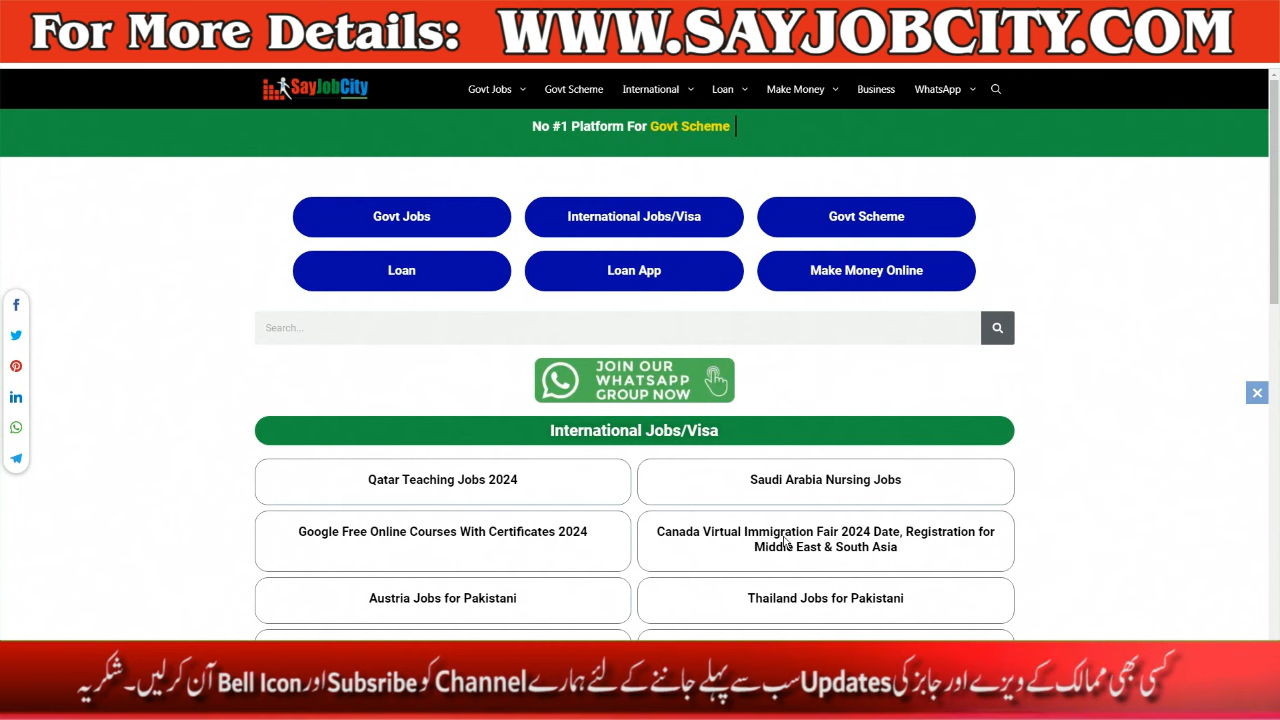 For More Details: WWW.SAYJOBCITY.COM
SayJobCity
Govt Jobs Govt Scheme International Loan Make Money Business WhatsApp
No #1 Platform For Govt Scheme
Govt Jobs International Jobs/Visa Govt Scheme
Loan Loan App Make Money Online
Search...
JOIN OUR
WHATSAPP
GROUP NOW
International Jobs/Visa
Qatar Teaching Jobs 2024 Saudi Arabia Nursing Jobs
Google Free Online Courses With Certificates 2024 Canada Virtual Immigration Fair 2024 Date, Registration for
Middle East & South Asia
Austria Jobs for Pakistani Thailand Jobs for Pakistani
کسی بھی ممالک کے ویزے اور جابز کی Updates سب سے پہلے جاننے کے لئے ہمارے Channel کو Subsribe اور Bell Icon آن کر لیں۔ شکریہ